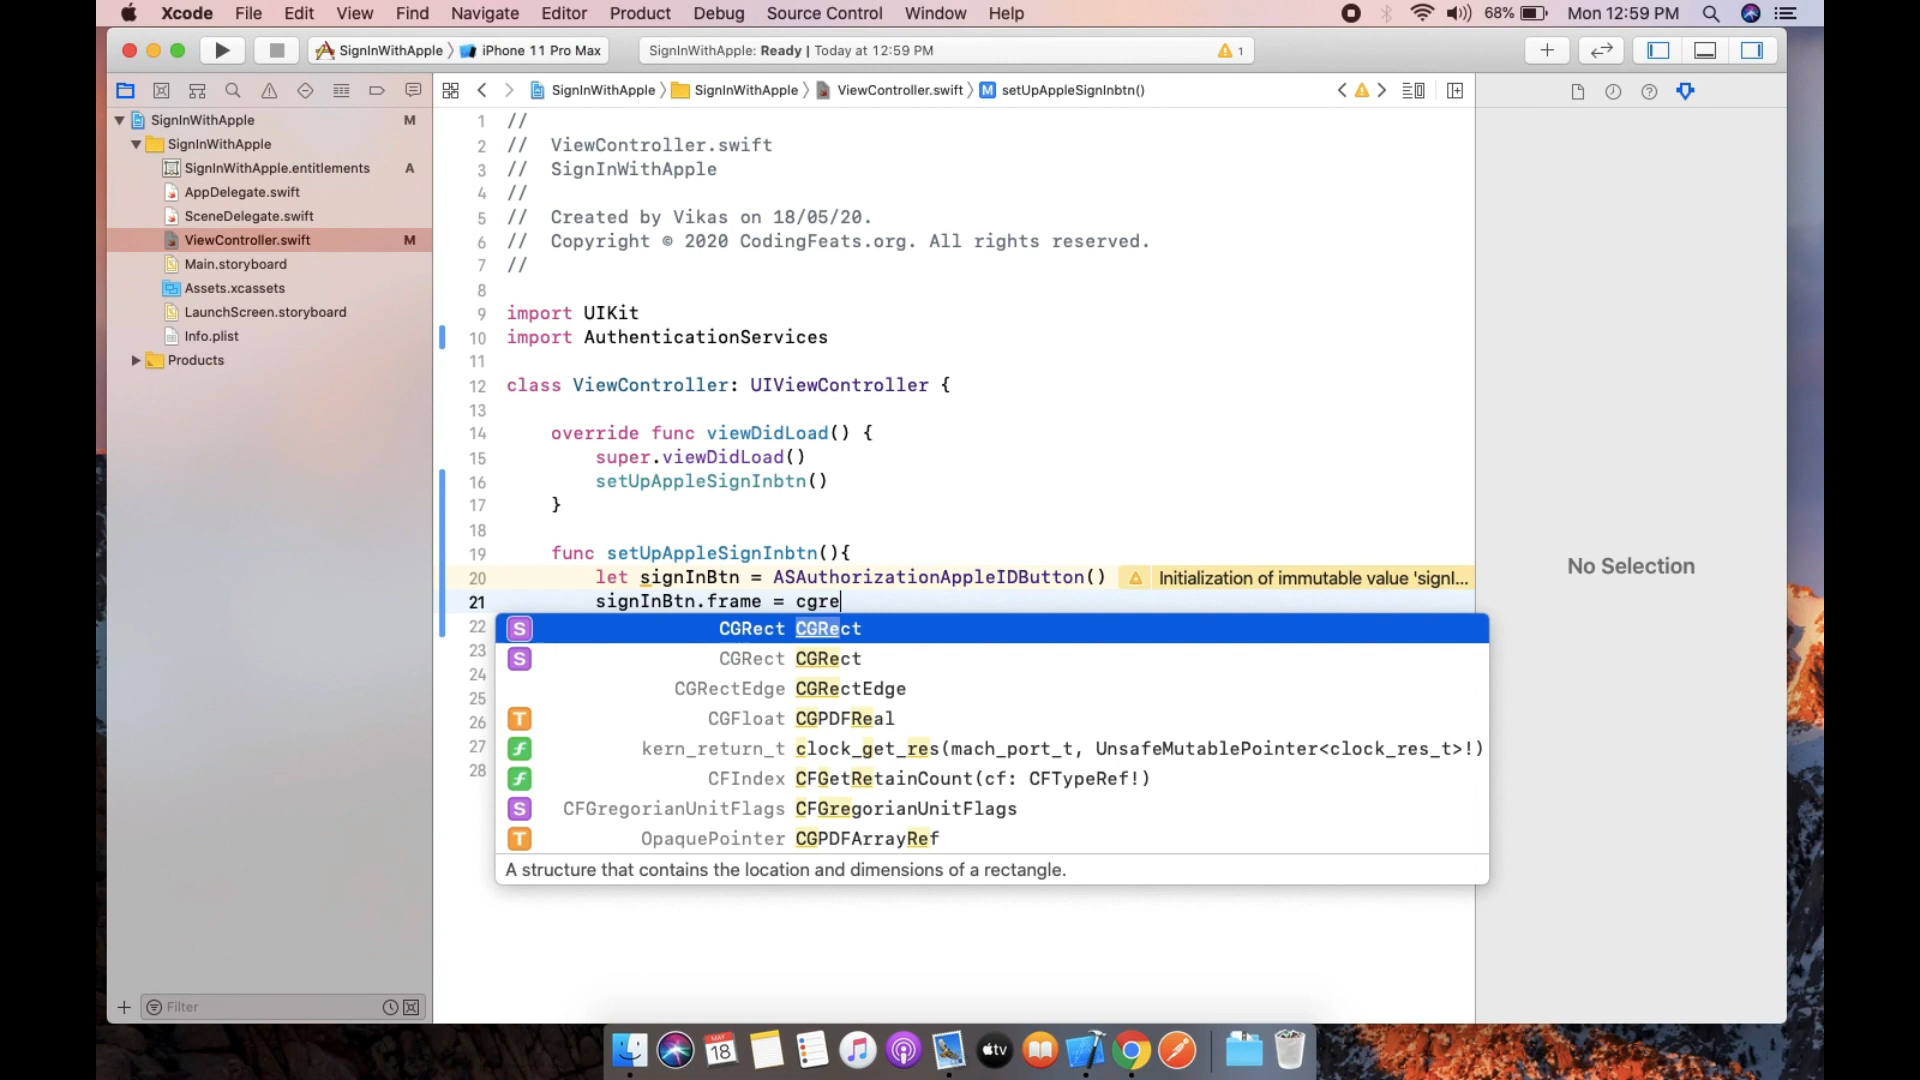 Xcode File Edit View Find Navigate Editor Product Debug Source Control Window Help 68% Mon 12:59 PM
SignInWithApple iPhone 11 Pro Max SignInWithApple: Ready | Today at 12:59 PM 1
SignInWithApple SignInWithApple ViewController.swift M setUpAppleSignInbtn()
SignInWithApple M
SignInWithApple
SignInWithApple.entitlements A
AppDelegate.swift
SceneDelegate.swift
ViewController.swift M
Main.storyboard
Assets.xcassets
LaunchScreen.storyboard
Info.plist
Products
Filter
1 //
2 // ViewController.swift
3 // SignInWithApple
4 //
5 // Created by Vikas on 18/05/20.
6 // Copyright © 2020 CodingFeats.org. All rights reserved.
7 //
8
9 import UIKit
10 import AuthenticationServices
11
12 class ViewController: UIViewController {
13
14 override func viewDidLoad() {
15 super.viewDidLoad()
16 setUpAppleSignInbtn()
17 }
18
19 func setUpAppleSignInbtn(){
20 let signInBtn = ASAuthorizationAppleIDButton() Initialization of immutable value 'signI...
21 signInBtn.frame = cgre
22
23
24
25
26
27
28
S CGRect CGRect
S CGRect CGRect
CGRectEdge CGRectEdge
T CGFloat CGPDFReal
f kern_return_t clock_get_res(mach_port_t, UnsafeMutablePointer<clock_res_t>!)
f CFIndex CFGetRetainCount(cf: CFTypeRef!)
S CFGregorianUnitFlags CFGregorianUnitFlags
T OpaquePointer CGPDFArrayRef
A structure that contains the location and dimensions of a rectangle.
No Selection
MAY
18
tv